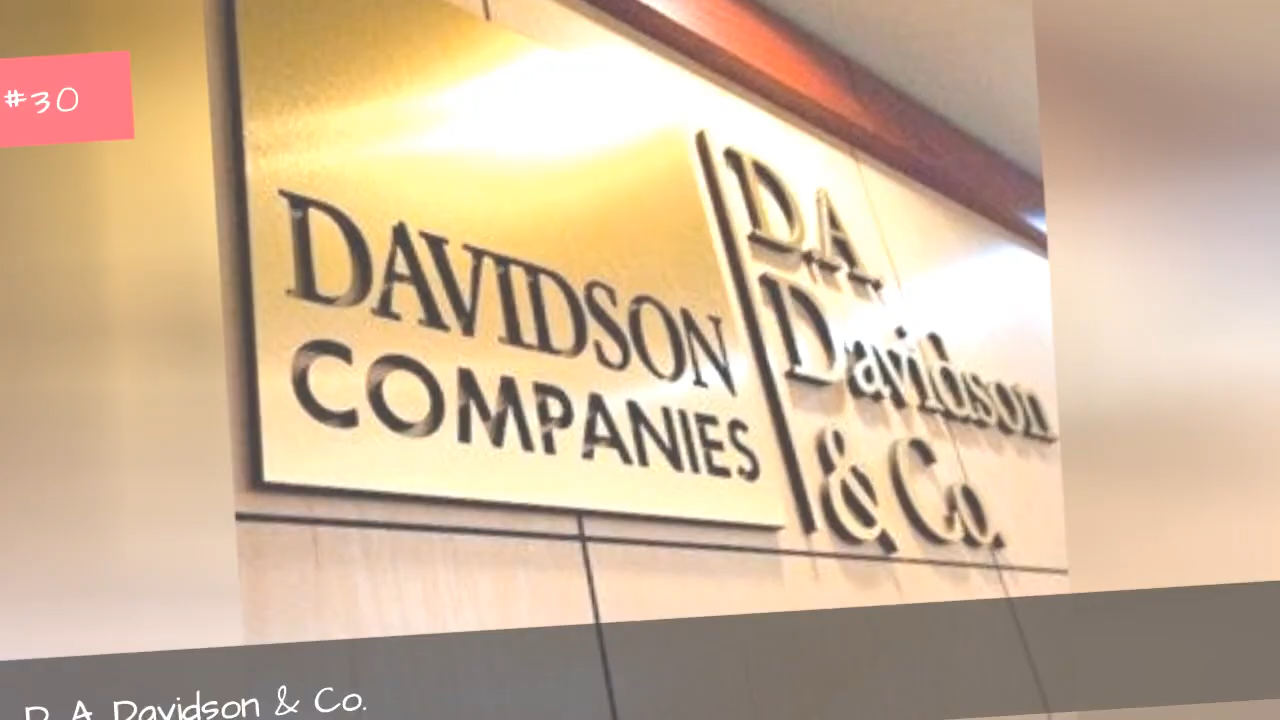 #30
DAVIDSON
COMPANIES
D.A.
Davidson
& Co.
D. A. Davidson & Co.